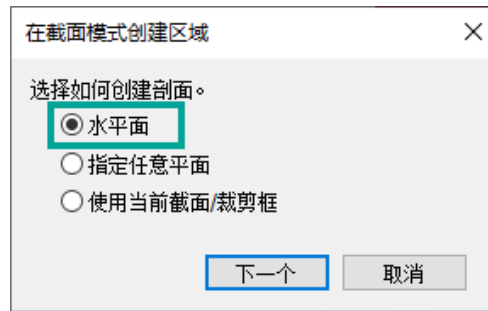 在截面模式创建区域
选择如何创建剖面。
水平面
指定任意平面
使用当前截面/裁剪框
下一个 取消